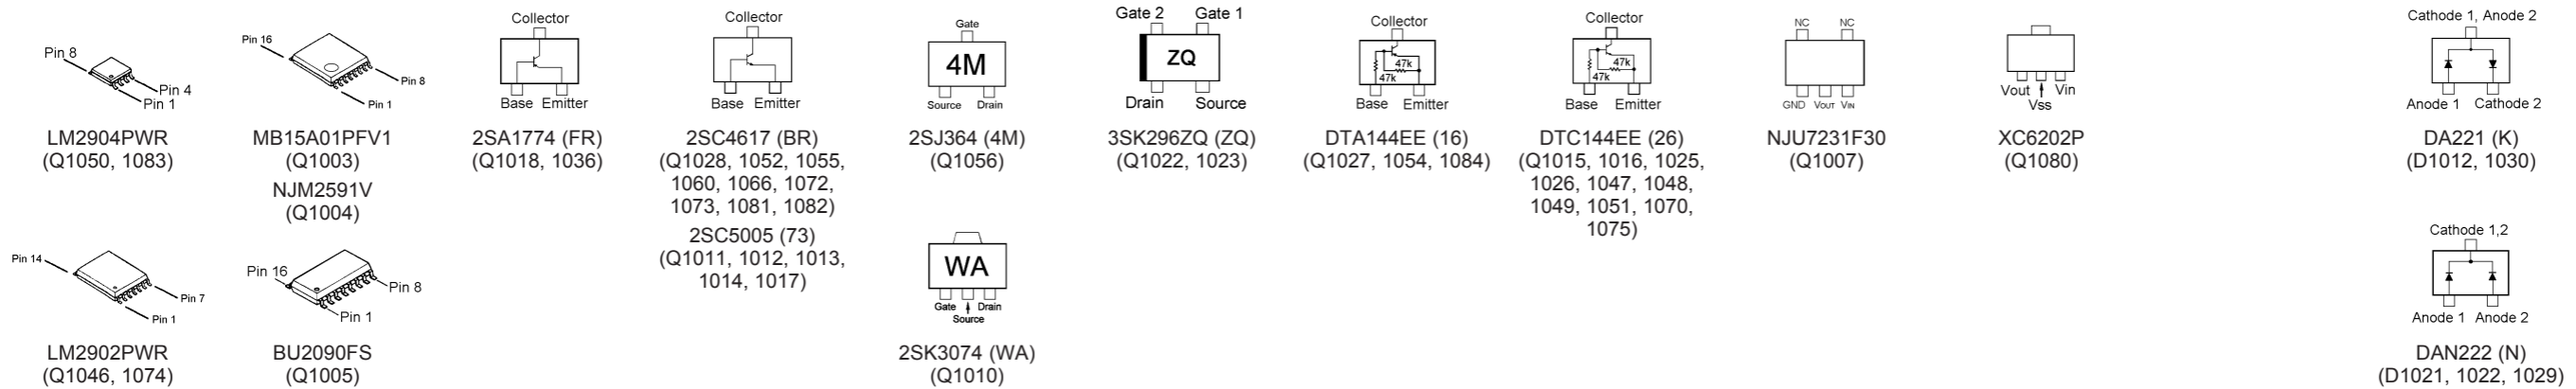 Pin 8
Pin 4
Pin 1
LM2904PWR
(Q1050, 1083)
Pin 14
Pin 7
Pin 1
LM2902PWR
(Q1046, 1074)
Pin 16
Pin 8
Pin 1
MB15A01PFV1
(Q1003)
NJM2591V
(Q1004)
Pin 16
Pin 8
Pin 1
BU2090FS
(Q1005)
Collector
Base Emitter
2SA1774 (FR)
(Q1018, 1036)
Collector
Base Emitter
2SC4617 (BR)
(Q1028, 1052, 1055,
1060, 1066, 1072,
1073, 1081, 1082)
2SC5005 (73)
(Q1011, 1012, 1013,
1014, 1017)
Gate
4M
Source Drain
2SJ364 (4M)
(Q1056)
WA
Gate Drain
Source
2SK3074 (WA)
(Q1010)
Gate 2 Gate 1
ZQ
Drain Source
3SK296ZQ (ZQ)
(Q1022, 1023)
Collector
47k
47k
Base Emitter
DTA144EE (16)
(Q1027, 1054, 1084)
Collector
47k
47k
Base Emitter
DTC144EE (26)
(Q1015, 1016, 1025,
1026, 1047, 1048,
1049, 1051, 1070,
1075)
NC NC
GND VOUT VIN
NJU7231F30
(Q1007)
Vout Vin
Vss
XC6202P
(Q1080)
Cathode 1, Anode 2
Anode 1 Cathode 2
DA221 (K)
(D1012, 1030)
Cathode 1,2
Anode 1 Anode 2
DAN222 (N)
(D1021, 1022, 1029)